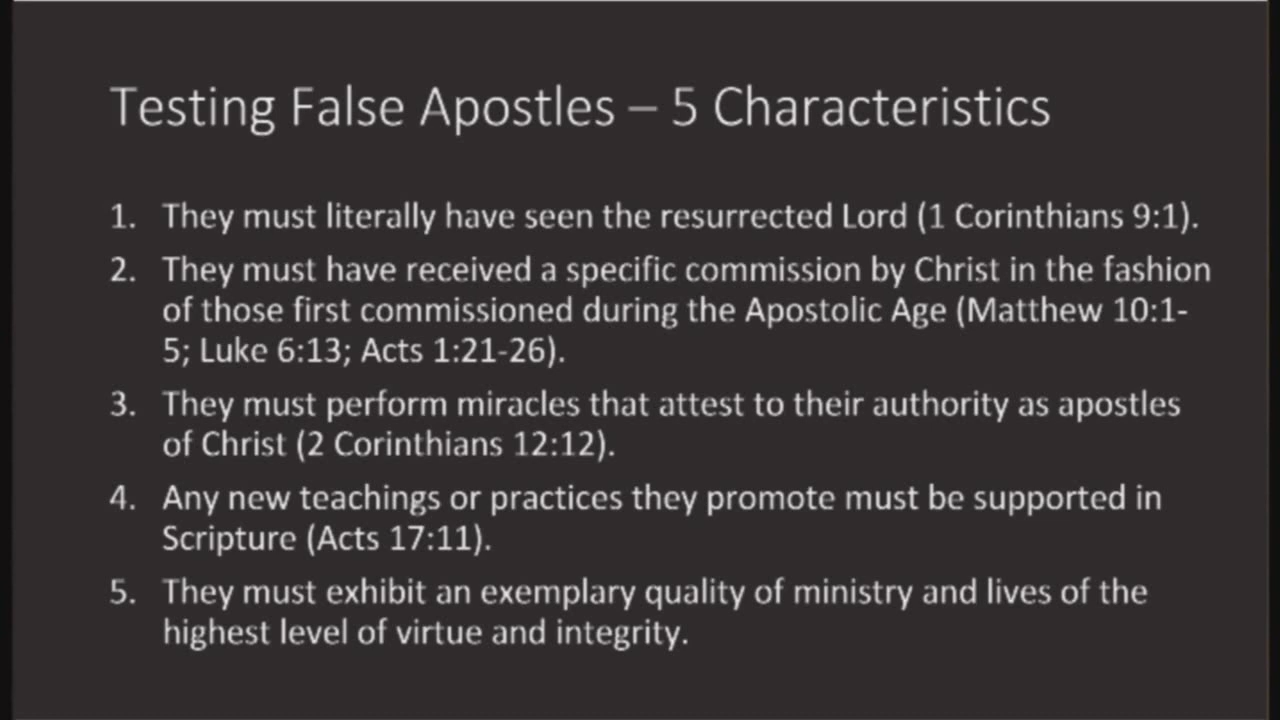 Testing False Apostles – 5 Characteristics
1. They must literally have seen the resurrected Lord (1 Corinthians 9:1).
2. They must have received a specific commission by Christ in the fashion
of those first commissioned during the Apostolic Age (Matthew 10:1-
5; Luke 6:13; Acts 1:21-26).
3. They must perform miracles that attest to their authority as apostles
of Christ (2 Corinthians 12:12).
4. Any new teachings or practices they promote must be supported in
Scripture (Acts 17:11).
5. They must exhibit an exemplary quality of ministry and lives of the
highest level of virtue and integrity.